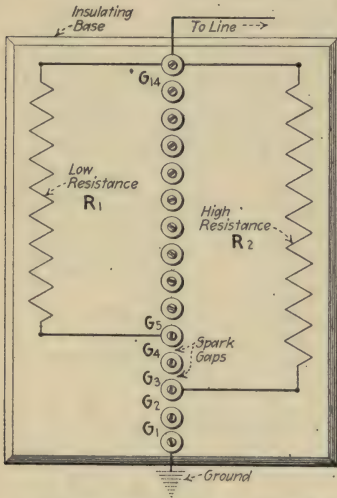 Insulating
Base
To Line
G14
Low
Resistance
R1
High
Resistance
R2
G5
G4
Spark
Gaps
G3
G2
G1
Ground